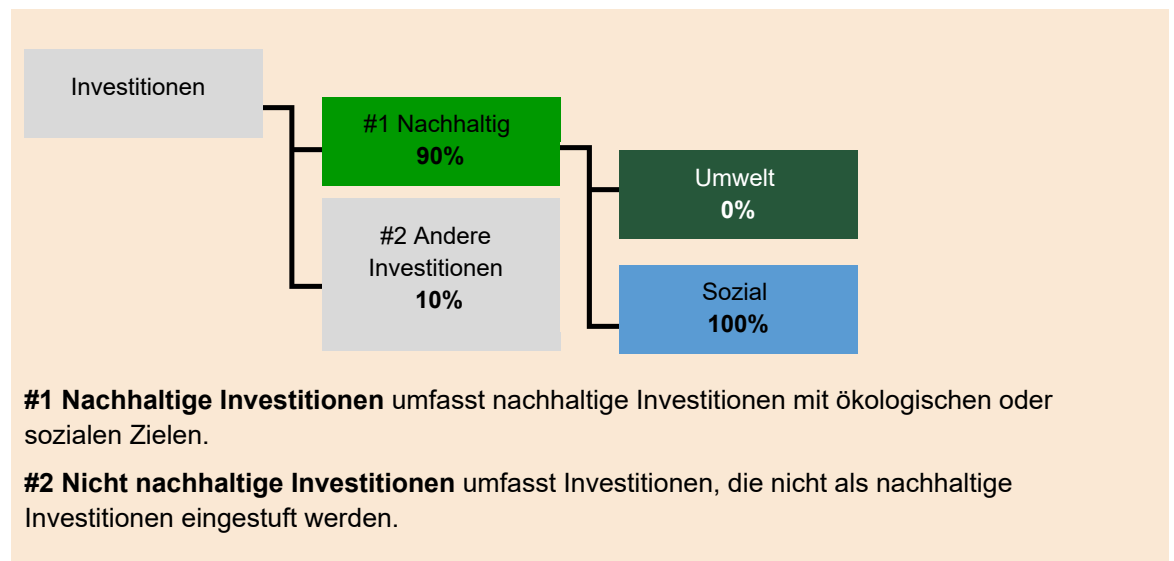 Investitionen
#1 Nachhaltig
90%
#2 Andere
Investitionen
10%
Umwelt
0%
Sozial
100%
#1 Nachhaltige Investitionen umfasst nachhaltige Investitionen mit ökologischen oder
sozialen Zielen.
#2 Nicht nachhaltige Investitionen umfasst Investitionen, die nicht als nachhaltige
Investitionen eingestuft werden.